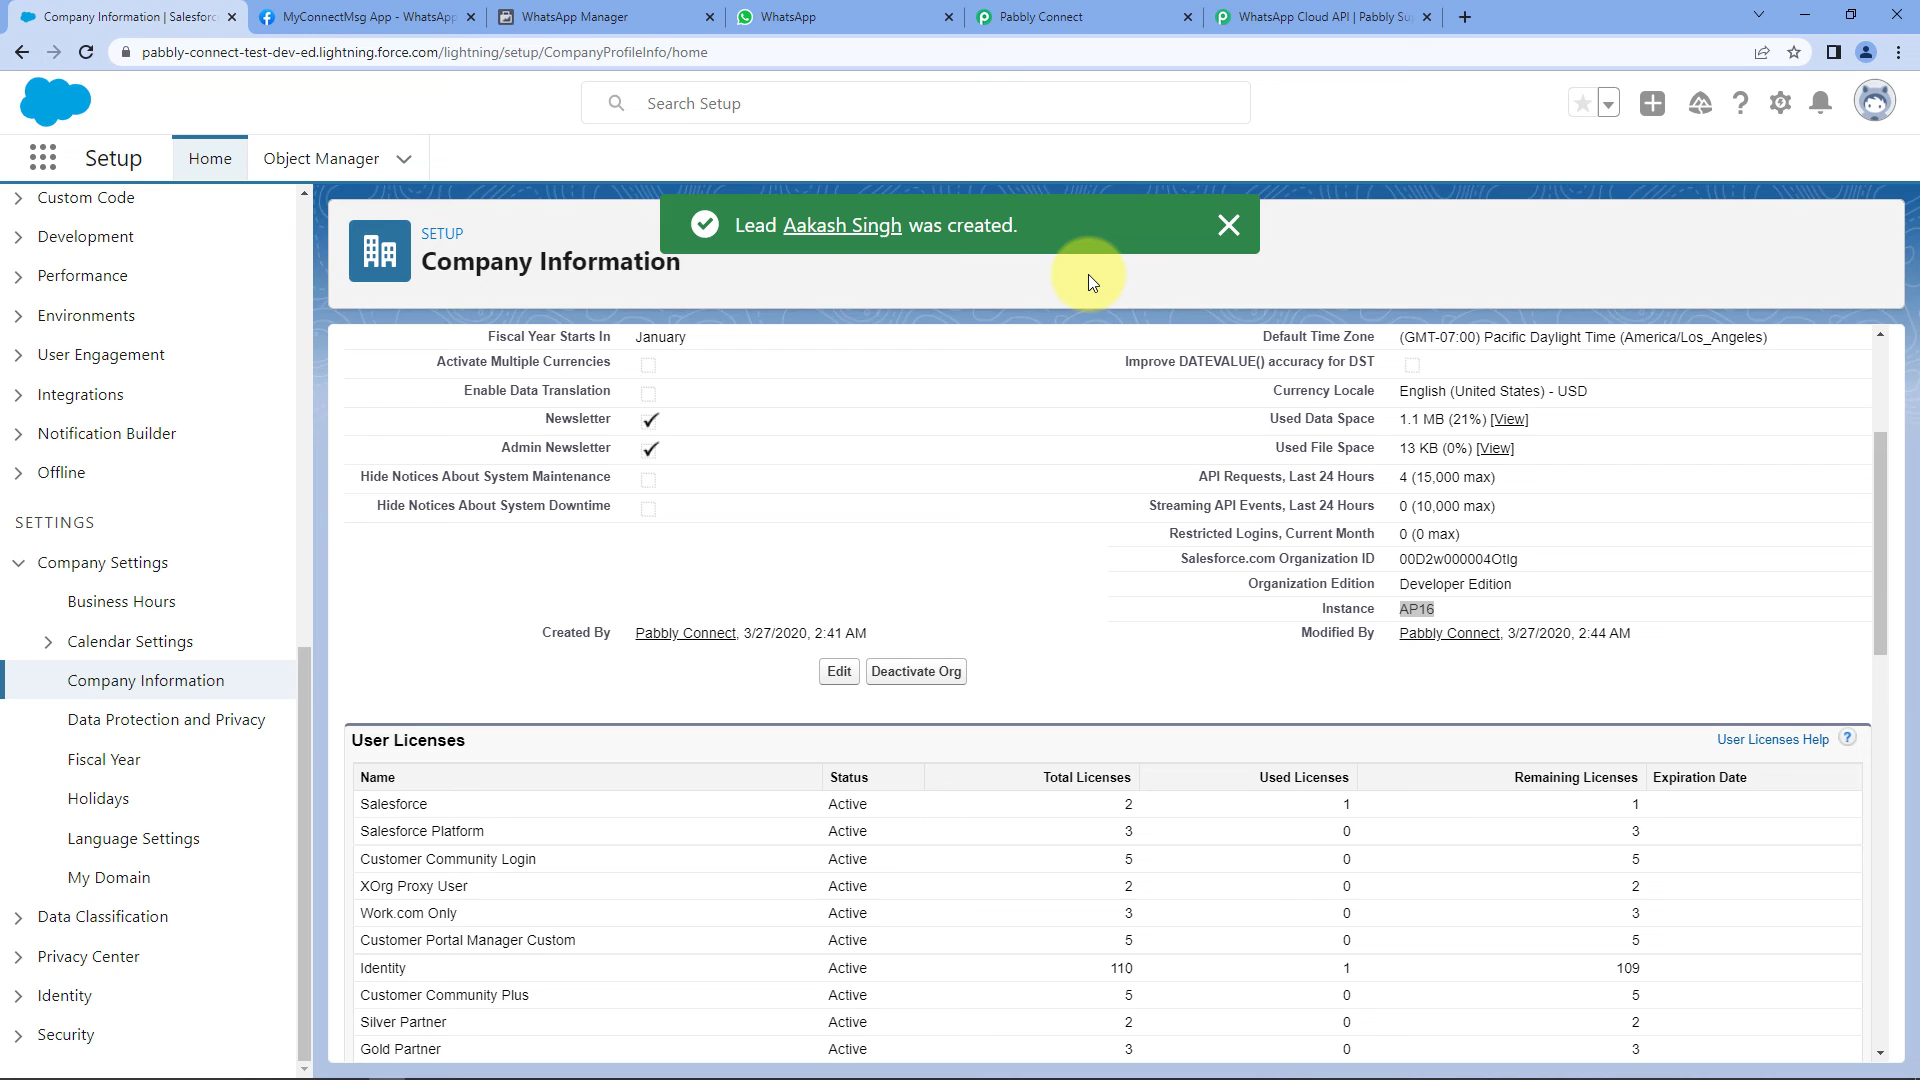 Company Information | Salesforc
MyConnectMsg App - WhatsApp
WhatsApp Manager
WhatsApp
Pabbly Connect
WhatsApp Cloud API | Pabbly Su
pabbly-connect-test-dev-ed.lightning.force.com/lightning/setup/CompanyProfileInfo/home
Search Setup
Setup
Home
Object Manager
Custom Code
Development
Performance
Environments
User Engagement
Integrations
Notification Builder
Offline
SETTINGS
Company Settings
Business Hours
Calendar Settings
Company Information
Data Protection and Privacy
Fiscal Year
Holidays
Language Settings
My Domain
Data Classification
Privacy Center
Identity
Security
Lead Aakash Singh was created.
SETUP
Company Information
Fiscal Year Starts In January Default Time Zone (GMT-07:00) Pacific Daylight Time (America/Los_Angeles)
Activate Multiple Currencies Improve DATEVALUE() accuracy for DST
Enable Data Translation Currency Locale English (United States) - USD
Newsletter Used Data Space 1.1 MB (21%) [View]
Admin Newsletter Used File Space 13 KB (0%) [View]
Hide Notices About System Maintenance API Requests, Last 24 Hours 4 (15,000 max)
Hide Notices About System Downtime Streaming API Events, Last 24 Hours 0 (10,000 max)
Restricted Logins, Current Month 0 (0 max)
Salesforce.com Organization ID 00D2w000004Otlg
Organization Edition Developer Edition
Instance AP16
Created By Pabbly Connect, 3/27/2020, 2:41 AM Modified By Pabbly Connect, 3/27/2020, 2:44 AM
Edit Deactivate Org
User Licenses User Licenses Help ?
Name Status Total Licenses Used Licenses Remaining Licenses Expiration Date
Salesforce Active 2 1 1
Salesforce Platform Active 3 0 3
Customer Community Login Active 5 0 5
XOrg Proxy User Active 2 0 2
Work.com Only Active 3 0 3
Customer Portal Manager Custom Active 5 0 5
Identity Active 110 1 109
Customer Community Plus Active 5 0 5
Silver Partner Active 2 0 2
Gold Partner Active 3 0 3